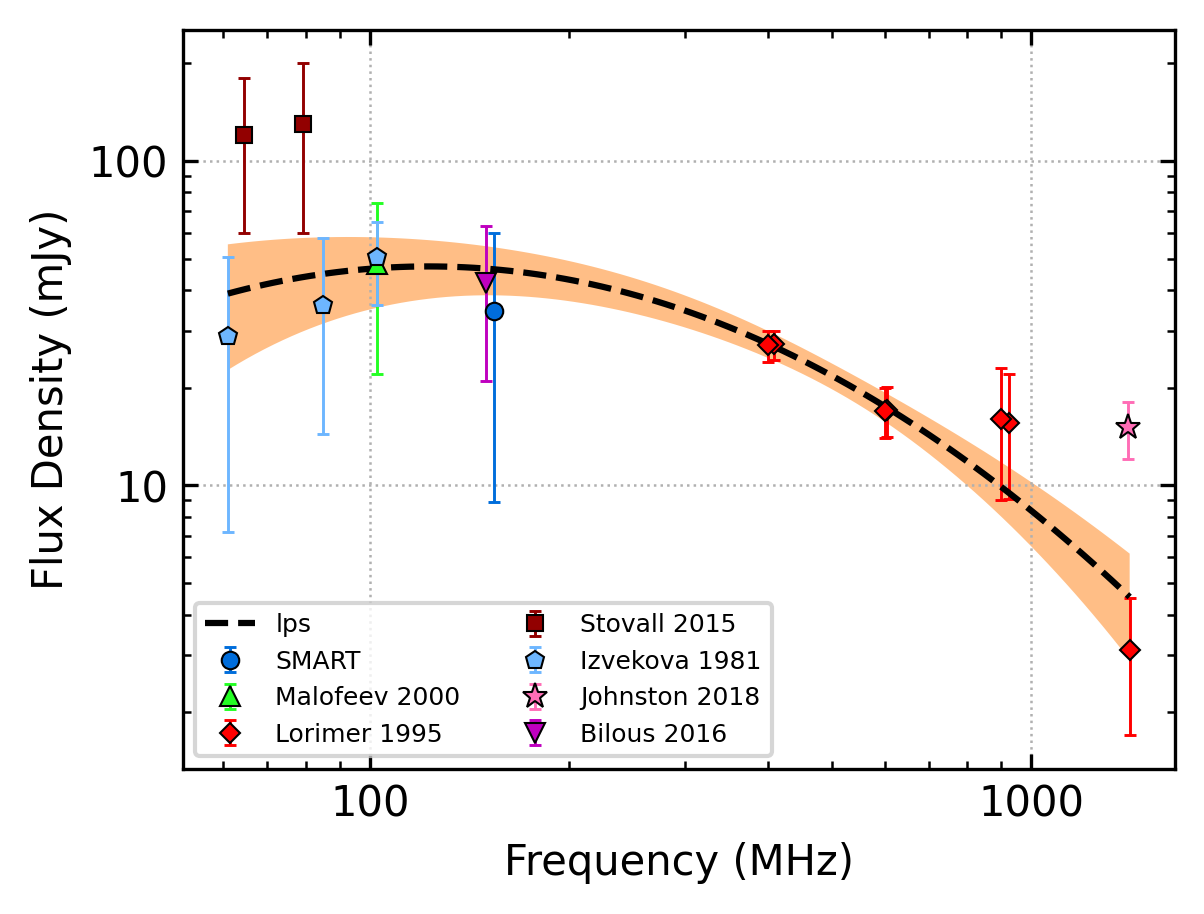 Flux Density (mJy)
100
10
lps
SMART
Malofeev 2000
Lorimer 1995
Stovall 2015
Izvekova 1981
Johnston 2018
Bilous 2016
100
1000
Frequency (MHz)